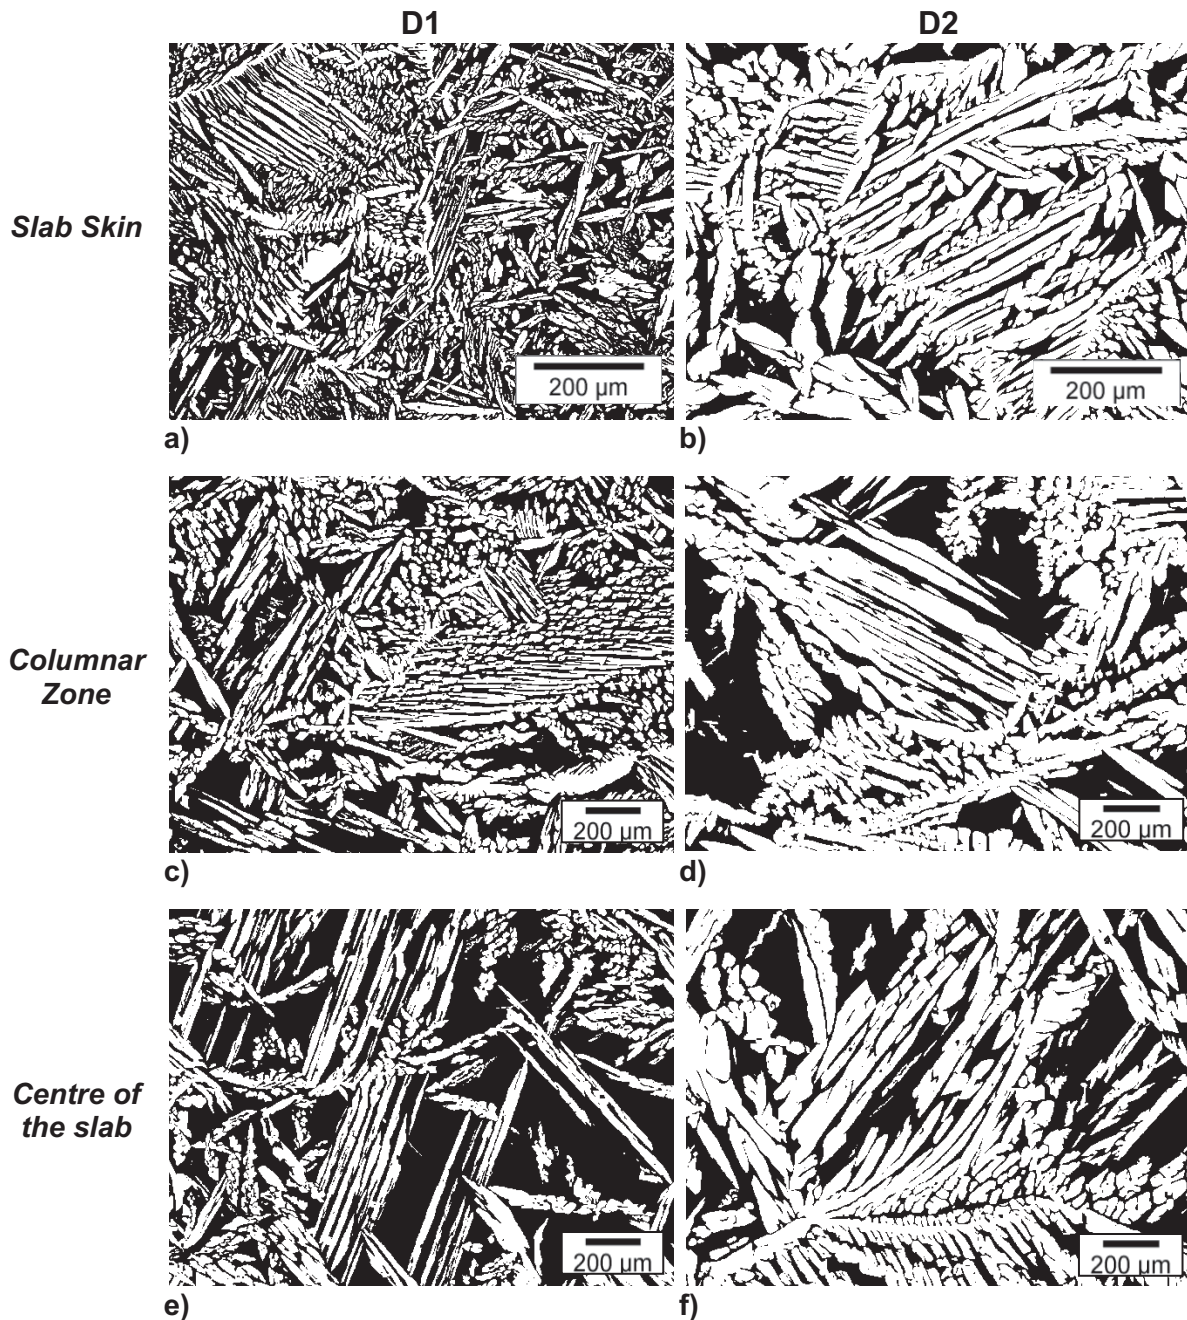 D1
D2
Slab Skin
200 µm
200 µm
a)
b)
Columnar
Zone
200 µm
200 µm
c)
d)
Centre of
the slab
200 µm
200 µm
e)
f)